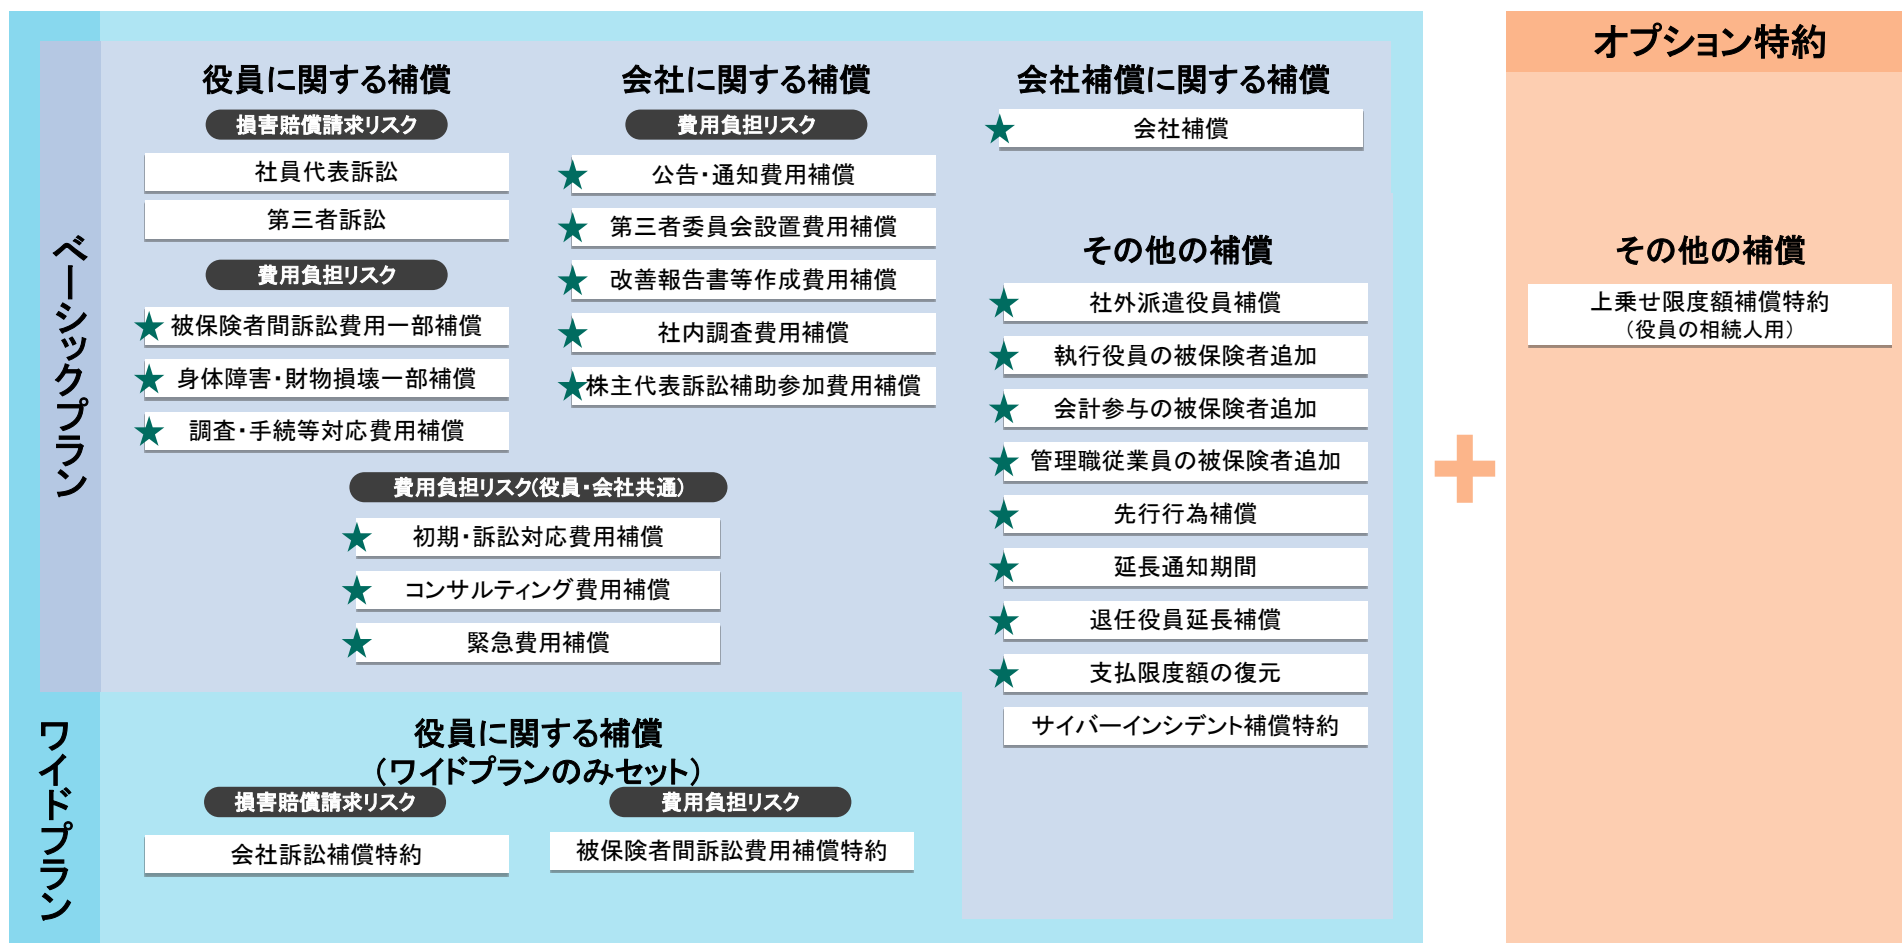 ベーシックプラン
役員に関する補償
損害賠償請求リスク
社員代表訴訟
第三者訴訟
費用負担リスク
★被保険者間訴訟費用一部補償
★身体障害・財物損壊一部補償
★調査・手続等対応費用補償
会社に関する補償
費用負担リスク
★公告・通知費用補償
★第三者委員会設置費用補償
★改善報告書等作成費用補償
★社内調査費用補償
★株主代表訴訟補助参加費用補償
費用負担リスク(役員・会社共通)
★初期・訴訟対応費用補償
★コンサルティング費用補償
★緊急費用補償
会社補償に関する補償
★会社補償
その他の補償
★社外派遣役員補償
★執行役員の被保険者追加
★会計参与の被保険者追加
★管理職従業員の被保険者追加
★先行行為補償
★延長通知期間
★退任役員延長補償
★支払限度額の復元
サイバーインシデント補償特約
ワイドプラン
役員に関する補償
（ワイドプランのみセット）
損害賠償請求リスク
会社訴訟補償特約
費用負担リスク
被保険者間訴訟費用補償特約
オプション特約
その他の補償
上乗せ限度額補償特約
（役員の相続人用）